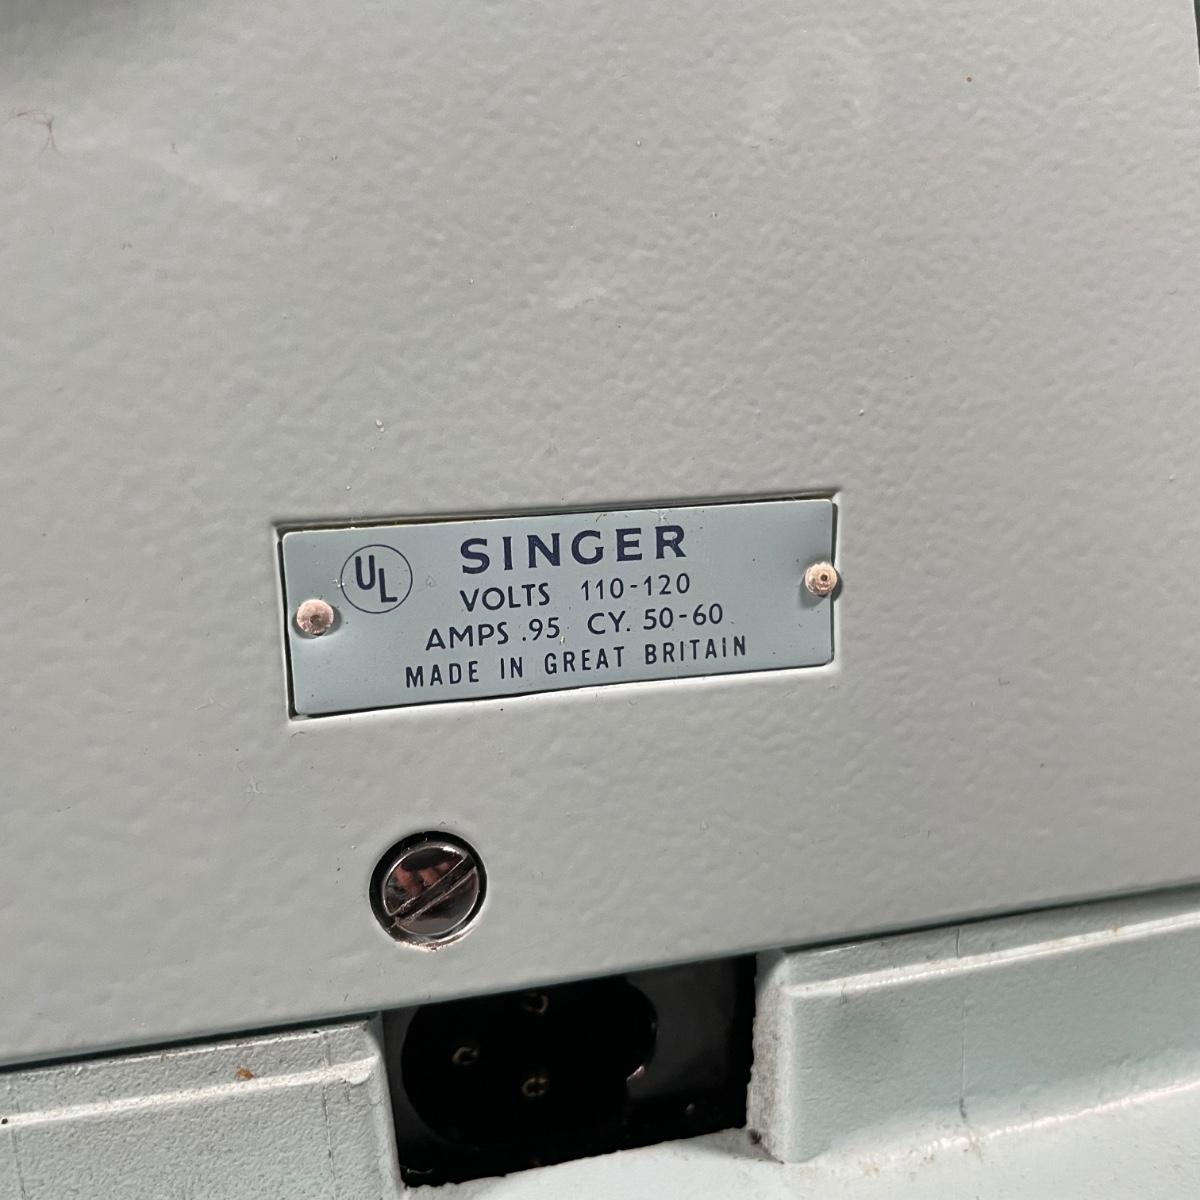 UL
SINGER
VOLTS 110-120
AMPS .95 CY. 50-60
MADE IN GREAT BRITAIN